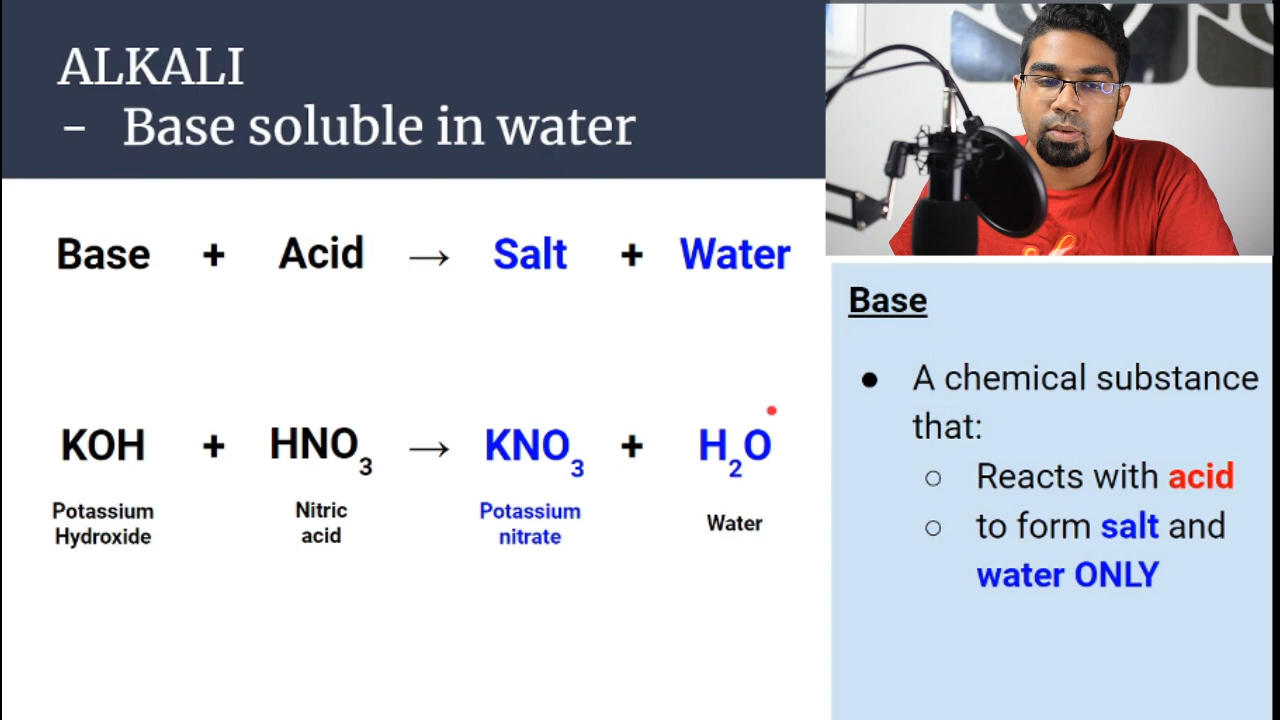 ALKALI
- Base soluble in water
Base + Acid → Salt + Water
KOH + HNO₃ → KNO₃ + H₂O
Potassium Hydroxide
Nitric acid
Potassium nitrate
Water
Base
● A chemical substance
that:
○ Reacts with acid
○ to form salt and
water ONLY